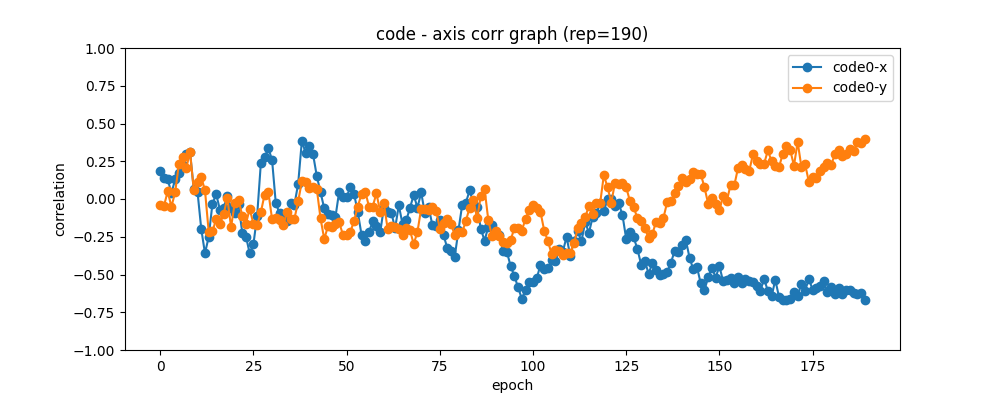 code - axis corr graph (rep=190)
1.00
0.75
0.50
0.25
0.00
−0.25
−0.50
−0.75
−1.00
correlation
code0-x
code0-y
0 25 50 75 100 125 150 175
epoch